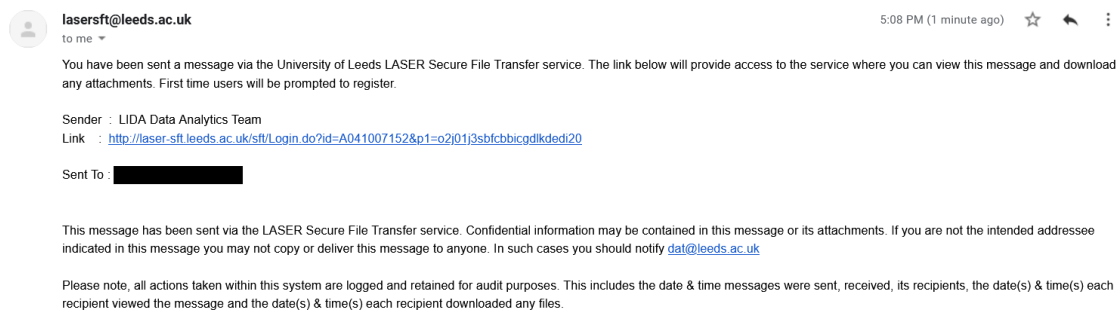 lasersft@leeds.ac.uk
5:08 PM (1 minute ago)
to me
You have been sent a message via the University of Leeds LASER Secure File Transfer service. The link below will provide access to the service where you can view this message and download
any attachments. First time users will be prompted to register.
Sender : LIDA Data Analytics Team
Link : http://laser-sft.leeds.ac.uk/sft/Login.do?id=A041007152&p1=o2j01j3sbfcbbicgdlkdedi20
Sent To :
This message has been sent via the LASER Secure File Transfer service. Confidential information may be contained in this message or its attachments. If you are not the intended addressee
indicated in this message you may not copy or deliver this message to anyone. In such cases you should notify dat@leeds.ac.uk
Please note, all actions taken within this system are logged and retained for audit purposes. This includes the date & time messages were sent, received, its recipients, the date(s) & time(s) each
recipient viewed the message and the date(s) & time(s) each recipient downloaded any files.